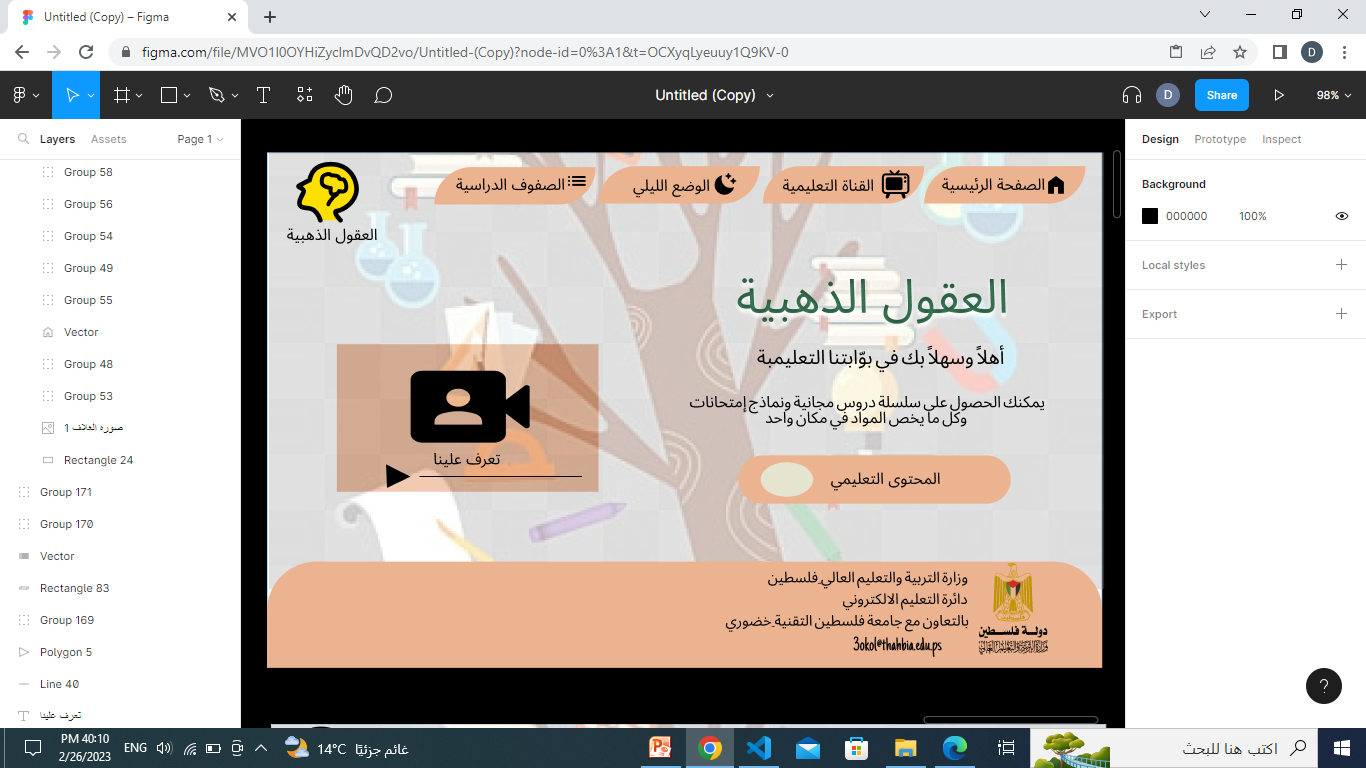 Untitled (Copy) – Figma
figma.com/file/MVO1I0OYHiZyclmDvQD2vo/Untitled-(Copy)?node-id=0%3A1&t=OCXyqLyeuuy1Q9KV-0
D
Untitled (Copy)
D
Share
98%
Layers
Assets
Page 1
Group 58
Group 56
Group 54
Group 49
Group 55
Vector
Group 48
Group 53
صوره الغلاف 1
Rectangle 24
Group 171
Group 170
Vector
Rectangle 83
Group 169
Polygon 5
Line 40
تعرف علينا
الصفحة الرئيسية
القناة التعليمية
الوضع الليلي
الصفوف الدراسية
العقول الذهبية
العقول الذهبية
أهلاً وسهلاً بك في بوّابتنا التعليمية
يمكنك الحصول على سلسلة دروس مجانية ونماذج إمتحانات
وكل ما يخص المواد في مكان واحد
المحتوى التعليمي
تعرف علينا
وزارة التربية والتعليم العالي_فلسطين
دائرة التعليم الالكتروني
بالتعاون مع جامعة فلسطين التقنية_خضوري
3okol@thahbia.edu.ps
دولـة فلسـطين
وزارة التربية والتعليم العالي
Design
Prototype
Inspect
Background
000000
100%
Local styles
Export
?
PM 40:10
2/26/2023
ENG
14°C
غائم جزئيًا
اكتب هنا للبحث